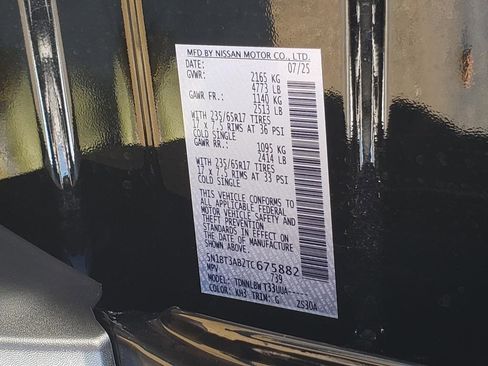 MFD.BY NISSAN MOTOR CO., LTD.
DATE: 07/25
GVWR: 2165 KG
4773 LB
GAWR FR.: 1140 KG
2513 LB
WITH 235/65R17 TIRES
17 x 7.5 RIMS AT 36 PSI
COLD SINGLE
GAWR RR.: 1095 KG
2414 LB
WITH 235/65R17 TIRES
17 x 7.5 RIMS AT 33 PSI
COLD SINGLE
THIS VEHICLE CONFORMS TO
ALL APPLICABLE FEDERAL
MOTOR VEHICLE SAFETY AND
THEFT PREVENTION
STANDARDS IN EFFECT ON
THE DATE OF MANUFACTURE
SHOWN ABOVE.
5N1BT3AB2TC675882
MPV 739
TDNNLBW T33UUA
COLOR: KH3 TRIM: G 2S30A